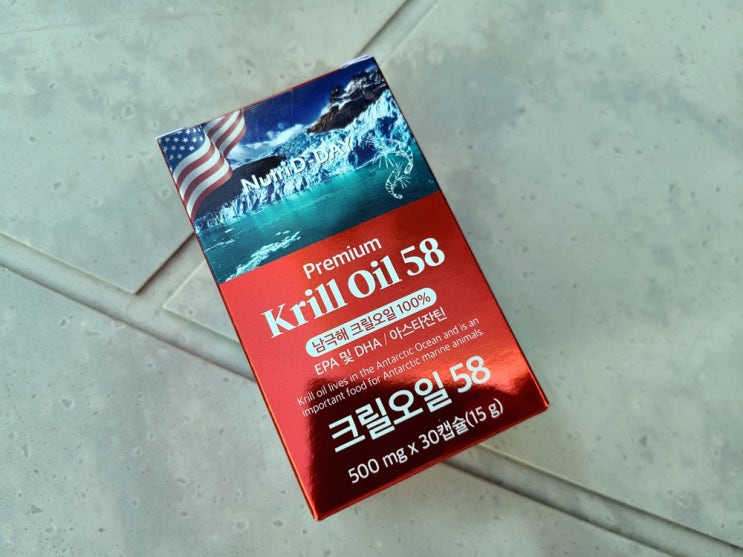 Nutri D-DAY
Premium
Krill Oil 58
남극해 크릴오일 100%
EPA 및 DHA / 아스타잔틴
Krill oil lives in the Antarctic Ocean and is an
important food for Antarctic marine animals.
크릴오일 58
500 mg x 30캡슐(15 g)